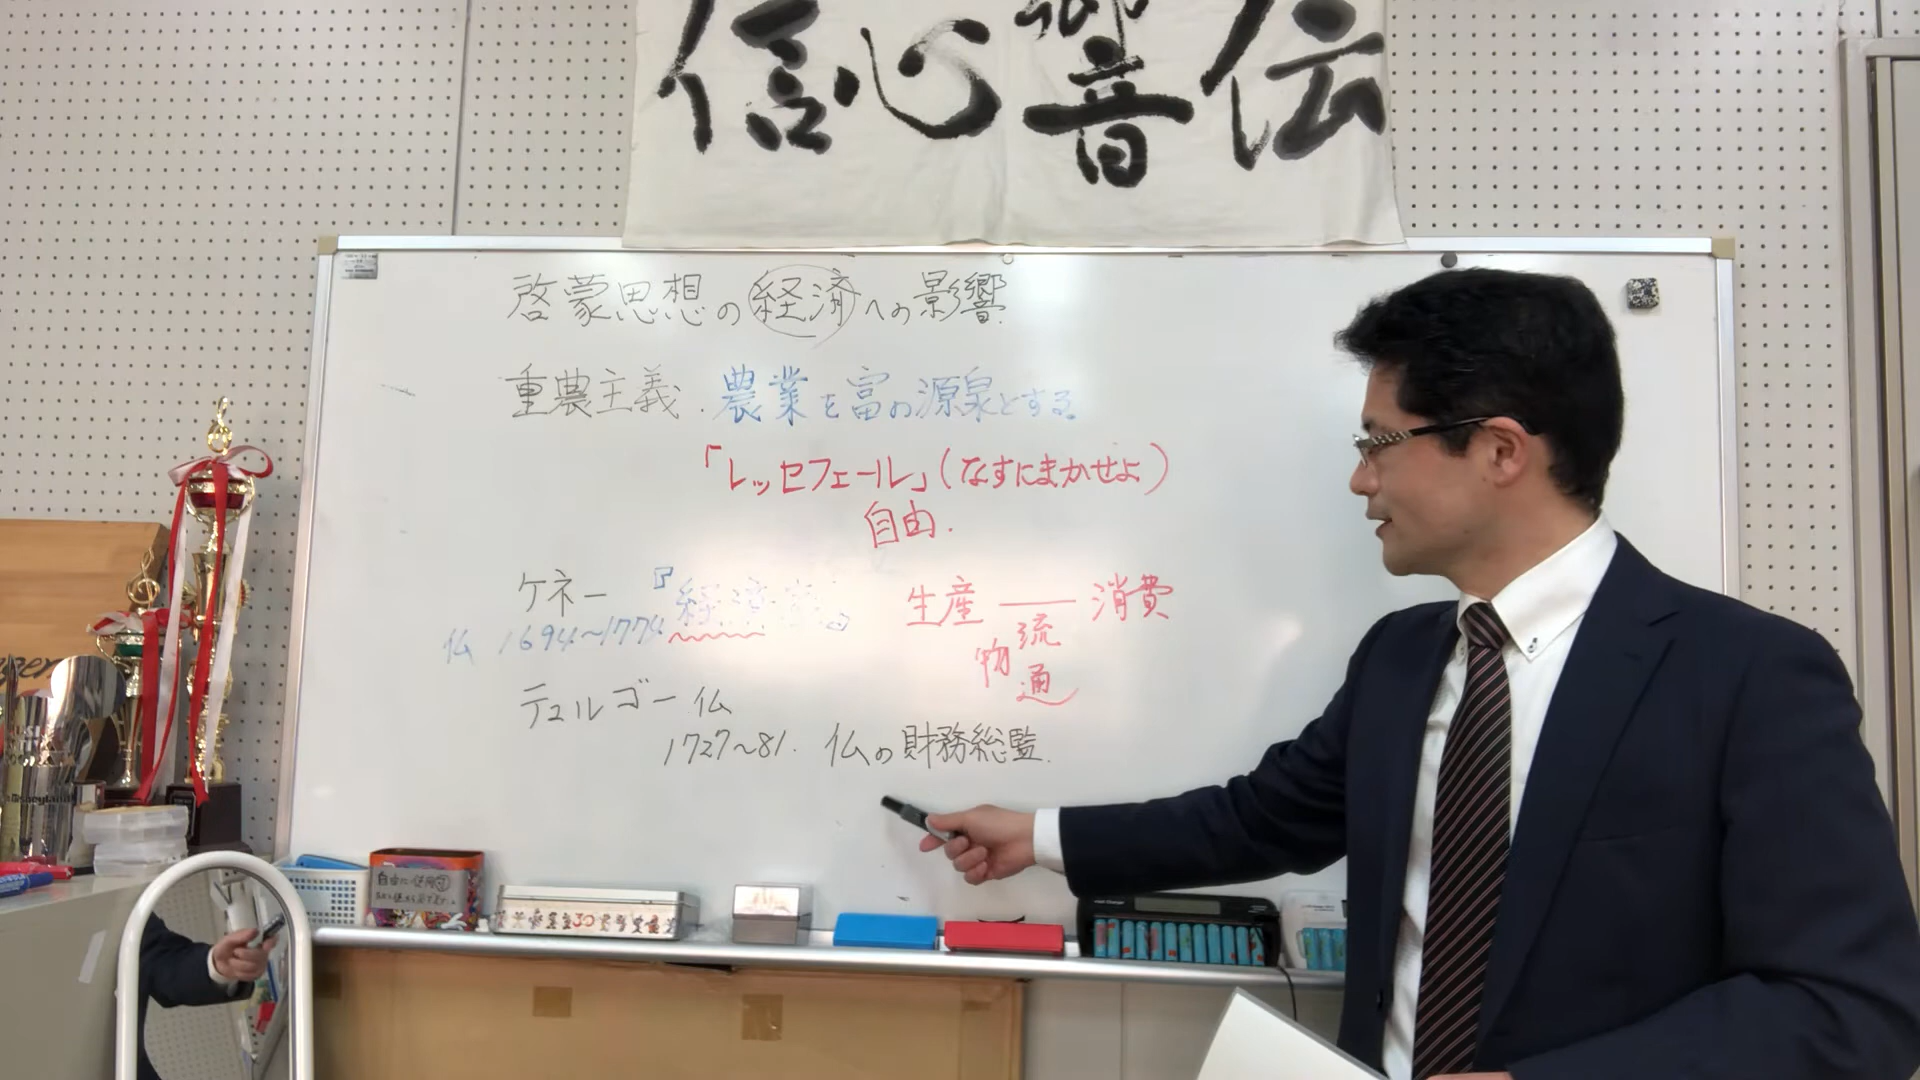 信心響伝
啓蒙思想の経済への影響
重農主義.農業を富の源泉とする.
「レッセフェール」(なすにまかせよ)
自由.
ケネー『経済表』
仏 1694~1774
生産 消費
物流
通
テュルゴー 仏
1727~81. 仏の財務総監.